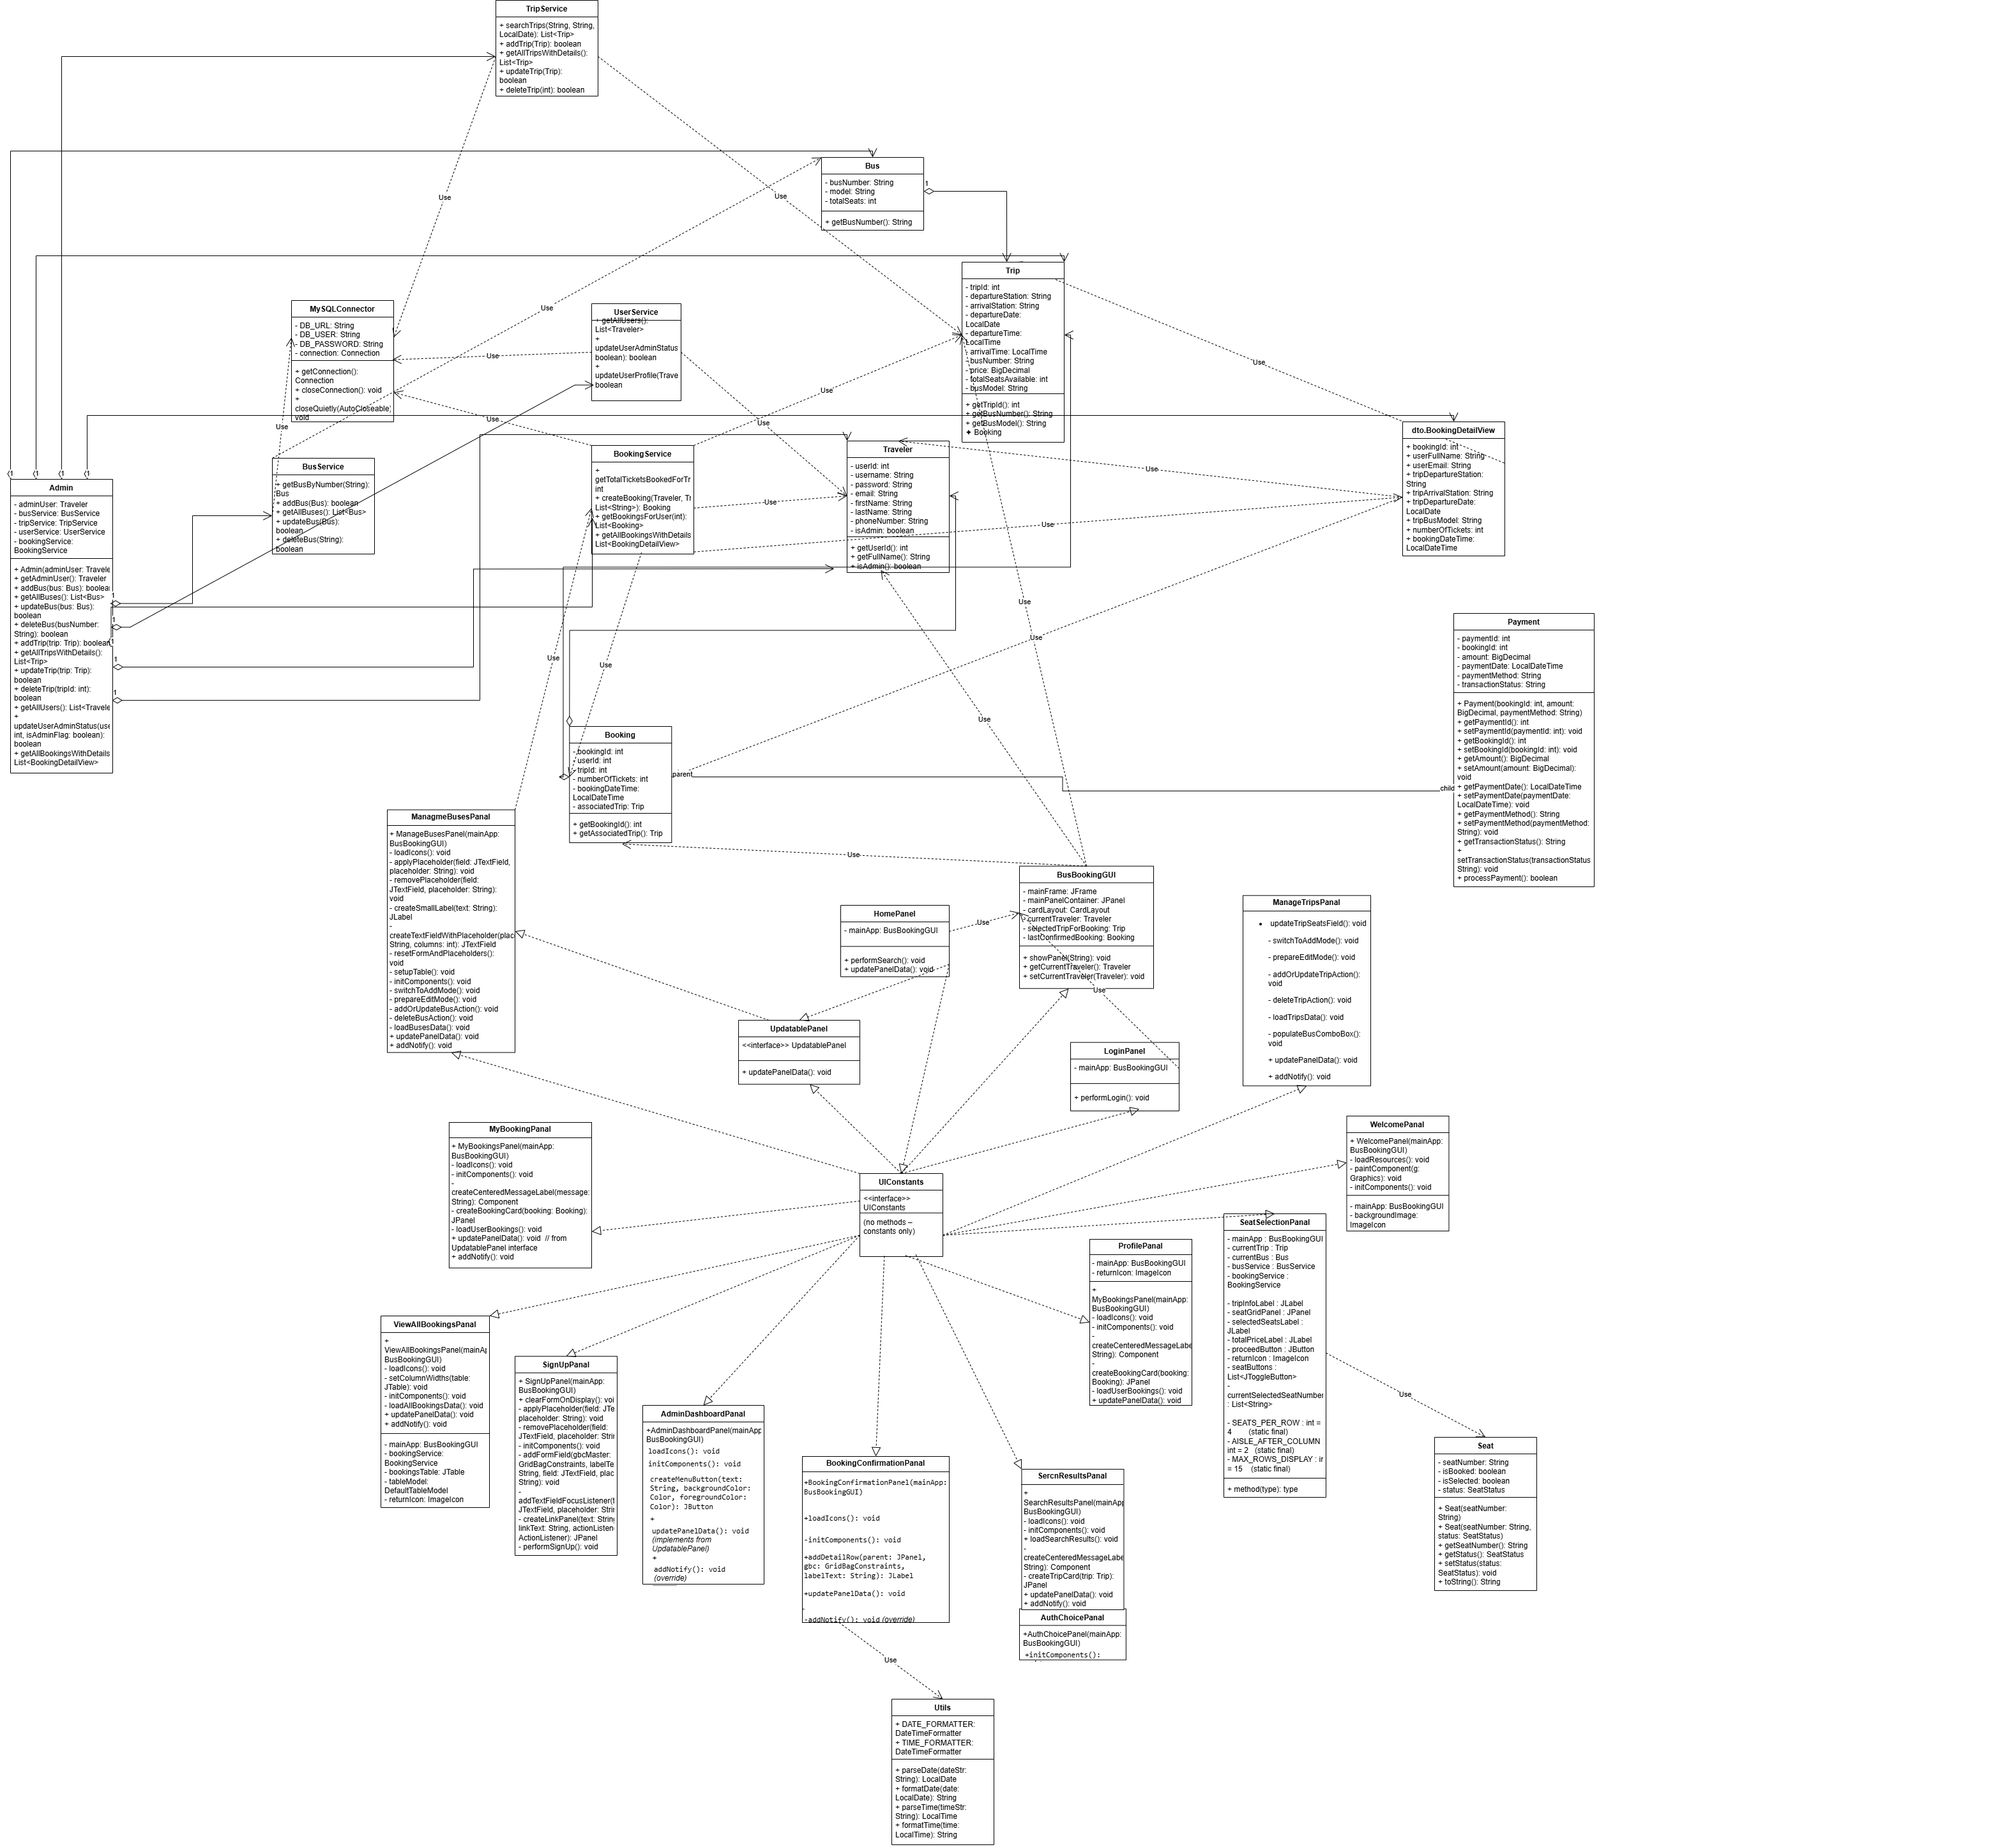 TripService
+ searchTrips(String, String,
LocalDate): List<Trip>
+ addTrip(Trip): boolean
+ getAllTripsWithDetails():
List<Trip>
+ updateTrip(Trip):
boolean
+ deleteTrip(int): boolean
Bus
- busNumber: String
- model: String
- totalSeats: int
+ getBusNumber(): String
1
Use
Use
Use
Trip
- tripId: int
- departureStation: String
- arrivalStation: String
- departureDate:
LocalDate
- departureTime:
LocalTime
- arrivalTime: LocalTime
- busNumber: String
- price: BigDecimal
- totalSeatsAvailable: int
- busModel: String
+ getTripId(): int
+ getBusNumber(): String
+ getBusModel(): String
✦ Booking
MySQLConnector
- DB_URL: String
- DB_USER: String
- DB_PASSWORD: String
- connection: Connection
+ getConnection():
Connection
+ closeConnection(): void
+
closeQuietly(AutoCloseable)
void
UserService
+ getAllUsers():
List<Traveler>
+
updateUserAdminStatus
boolean): boolean
+
updateUserProfile(Trave
boolean
Use
Use
Use
Use
Use
Use
dto.BookingDetailView
+ bookingId: int
+ userFullName: String
+ userEmail: String
+ tripDepartureStation:
String
+ tripArrivalStation: String
+ tripDepartureDate:
LocalDate
+ tripBusModel: String
+ numberOfTickets: int
+ bookingDateTime:
LocalDateTime
BusService
+ getBusByNumber(String):
Bus
+ addBus(Bus): boolean
+ getAllBuses(): List<Bus>
+ updateBus(Bus):
boolean
+ deleteBus(String):
boolean
BookingService
+
getTotalTicketsBookedForTr
int
+ createBooking(Traveler, Tr
List<String>): Booking
+ getBookingsForUser(int):
List<Booking>
+ getAllBookingsWithDetails
List<BookingDetailView>
Traveler
- userId: int
- username: String
- password: String
- email: String
- firstName: String
- lastName: String
- phoneNumber: String
- isAdmin: boolean
+ getUserId(): int
+ getFullName(): String
+ isAdmin(): boolean
Use
Use
Use
1
1
1
1
Admin
- adminUser: Traveler
- busService: BusService
- tripService: TripService
- userService: UserService
- bookingService:
BookingService
+ Admin(adminUser: Travele
+ getAdminUser(): Traveler
+ addBus(bus: Bus): boolean
+ getAllBuses(): List<Bus>
+ updateBus(bus: Bus):
boolean
+ deleteBus(busNumber:
String): boolean
+ addTrip(trip: Trip): boolean
+ getAllTripsWithDetails():
List<Trip>
+ updateTrip(trip: Trip):
boolean
+ deleteTrip(tripId: int):
boolean
+ getAllUsers(): List<Travele
+
updateUserAdminStatus(use
int, isAdminFlag: boolean):
boolean
+ getAllBookingsWithDetails
List<BookingDetailView>
1
1
1
1
1
Use
Use
Use
Use
Use
Payment
- paymentId: int
- bookingId: int
- amount: BigDecimal
- paymentDate: LocalDateTime
- paymentMethod: String
- transactionStatus: String
+ Payment(bookingId: int, amount:
BigDecimal, paymentMethod: String)
+ getPaymentId(): int
+ setPaymentId(paymentId: int): void
+ getBookingId(): int
+ setBookingId(bookingId: int): void
+ getAmount(): BigDecimal
+ setAmount(amount: BigDecimal):
void
+ getPaymentDate(): LocalDateTime
+ setPaymentDate(paymentDate:
LocalDateTime): void
+ getPaymentMethod(): String
+ setPaymentMethod(paymentMethod:
String): void
+ getTransactionStatus(): String
+
setTransactionStatus(transactionStatus
String): void
+ processPayment(): boolean
Booking
- bookingId: int
- userId: int
- tripId: int
- numberOfTickets: int
- bookingDateTime:
LocalDateTime
- associatedTrip: Trip
+ getBookingId(): int
+ getAssociatedTrip(): Trip
parent
child
Use
ManagmeBusesPanal
+ ManageBusesPanel(mainApp:
BusBookingGUI)
- loadIcons(): void
- applyPlaceholder(field: JTextField,
placeholder: String): void
- removePlaceholder(field:
JTextField, placeholder: String):
void
- createSmallLabel(text: String):
JLabel
-
createTextFieldWithPlaceholder(plac
String, columns: int): JTextField
- resetFormAndPlaceholders():
void
- setupTable(): void
- initComponents(): void
- switchToAddMode(): void
- prepareEditMode(): void
- addOrUpdateBusAction(): void
- deleteBusAction(): void
- loadBusesData(): void
+ updatePanelData(): void
+ addNotify(): void
BusBookingGUI
- mainFrame: JFrame
- mainPanelContainer: JPanel
- cardLayout: CardLayout
- currentTraveler: Traveler
- selectedTripForBooking: Trip
- lastConfirmedBooking: Booking
+ showPanel(String): void
+ getCurrentTraveler(): Traveler
+ setCurrentTraveler(Traveler): void
Use
HomePanel
- mainApp: BusBookingGUI
+ performSearch(): void
+ updatePanelData(): void
Use
ManageTripsPanal
• updateTripSeatsField(): void
- switchToAddMode(): void
- prepareEditMode(): void
- addOrUpdateTripAction():
void
- deleteTripAction(): void
- loadTripsData(): void
- populateBusComboBox():
void
+ updatePanelData(): void
+ addNotify(): void
UpdatablePanel
<<interface>> UpdatablePanel
+ updatePanelData(): void
LoginPanel
- mainApp: BusBookingGUI
+ performLogin(): void
MyBookingPanal
+ MyBookingsPanel(mainApp:
BusBookingGUI)
- loadIcons(): void
- initComponents(): void
-
createCenteredMessageLabel(message:
String): Component
- createBookingCard(booking: Booking):
JPanel
- loadUserBookings(): void
+ updatePanelData(): void // from
UpdatablePanel interface
+ addNotify(): void
WelcomePanal
+ WelcomePanel(mainApp:
BusBookingGUI)
- loadResources(): void
- paintComponent(g:
Graphics): void
- initComponents(): void
- mainApp: BusBookingGUI
- backgroundImage:
ImageIcon
UIConstants
<<interface>>
UIConstants
(no methods –
constants only)
SeatSelectionPanal
- mainApp : BusBookingGUI
- currentTrip : Trip
- currentBus : Bus
- busService : BusService
- bookingService :
BookingService
- tripInfoLabel : JLabel
- seatGridPanel : JPanel
- selectedSeatsLabel :
JLabel
- totalPriceLabel : JLabel
- proceedButton : JButton
- returnIcon : ImageIcon
- seatButtons :
List<JToggleButton>
-
currentSelectedSeatNumber
: List<String>
- SEATS_PER_ROW : int =
4 (static final)
- AISLE_AFTER_COLUMN
int = 2 (static final)
- MAX_ROWS_DISPLAY : ir
= 15 (static final)
+ method(type): type
ProfilePanal
- mainApp: BusBookingGUI
- returnIcon: ImageIcon
+
MyBookingsPanel(mainApp:
BusBookingGUI)
- loadIcons(): void
- initComponents(): void
-
createCenteredMessageLabe
String): Component
-
createBookingCard(booking:
Booking): JPanel
- loadUserBookings(): void
+ updatePanelData(): void
ViewAllBookingsPanal
+
ViewAllBookingsPanel(mainAp
BusBookingGUI)
- loadIcons(): void
- setColumnWidths(table:
JTable): void
- initComponents(): void
- loadAllBookingsData(): void
+ updatePanelData(): void
+ addNotify(): void
- mainApp: BusBookingGUI
- bookingService:
BookingService
- bookingsTable: JTable
- tableModel:
DefaultTableModel
- returnIcon: ImageIcon
SignUpPanal
+ SignUpPanel(mainApp:
BusBookingGUI)
+ clearFormOnDisplay(): voi
- applyPlaceholder(field: JTe
placeholder: String): void
- removePlaceholder(field:
JTextField, placeholder: Strin
- initComponents(): void
- addFormField(gbcMaster:
GridBagConstraints, labelTe
String, field: JTextField, plac
String): void
-
addTextFieldFocusListener(f
JTextField, placeholder: Strin
- createLinkPanel(text: String
linkText: String, actionListen
ActionListener): JPanel
- performSignUp(): void
AdminDashboardPanal
+AdminDashboardPanel(mainApp
BusBookingGUI)
loadIcons(): void
initComponents(): void
createMenuButton(text:
String, backgroundColor:
Color, foregroundColor:
Color): JButton
+
updatePanelData(): void
(implements from
UpdatablePanel)
+
addNotify(): void
(override)
BookingConfirmationPanal
+BookingConfirmationPanel(mainApp:
BusBookingGUI)
+loadIcons(): void
-initComponents(): void
+addDetailRow(parent: JPanel,
gbc: GridBagConstraints,
labelText: String): JLabel
+updatePanelData(): void
-
-addNotify(): void (override)
SercnResultsPanal
+
SearchResultsPanel(mainApp
BusBookingGUI)
- loadIcons(): void
- initComponents(): void
+ loadSearchResults(): void
-
createCenteredMessageLabe
String): Component
- createTripCard(trip: Trip):
JPanel
+ updatePanelData(): void
+ addNotify(): void
AuthChoicePanal
+AuthChoicePanel(mainApp:
BusBookingGUI)
+initComponents():
Use
Seat
- seatNumber: String
- isBooked: boolean
- isSelected: boolean
- status: SeatStatus
+ Seat(seatNumber:
String)
+ Seat(seatNumber: String,
status: SeatStatus)
+ getSeatNumber(): String
+ getStatus(): SeatStatus
+ setStatus(status:
SeatStatus): void
+ toString(): String
Use
Utils
+ DATE_FORMATTER:
DateTimeFormatter
+ TIME_FORMATTER:
DateTimeFormatter
+ parseDate(dateStr:
String): LocalDate
+ formatDate(date:
LocalDate): String
+ parseTime(timeStr:
String): LocalTime
+ formatTime(time:
LocalTime): String